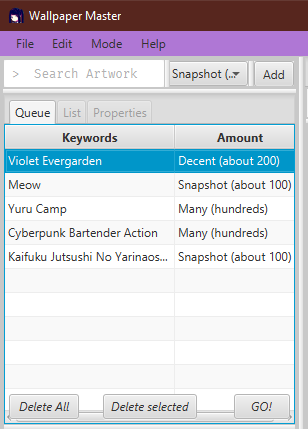 Wallpaper Master
File Edit Mode Help
> Search Artwork Snapshot (... Add
Queue List Properties
Keywords Amount
Violet Evergarden Decent (about 200)
Meow Snapshot (about 100)
Yuru Camp Many (hundreds)
Cyberpunk Bartender Action Many (hundreds)
Kaifuku Jutsushi No Yarinaos... Snapshot (about 100)
Delete All Delete selected GO!